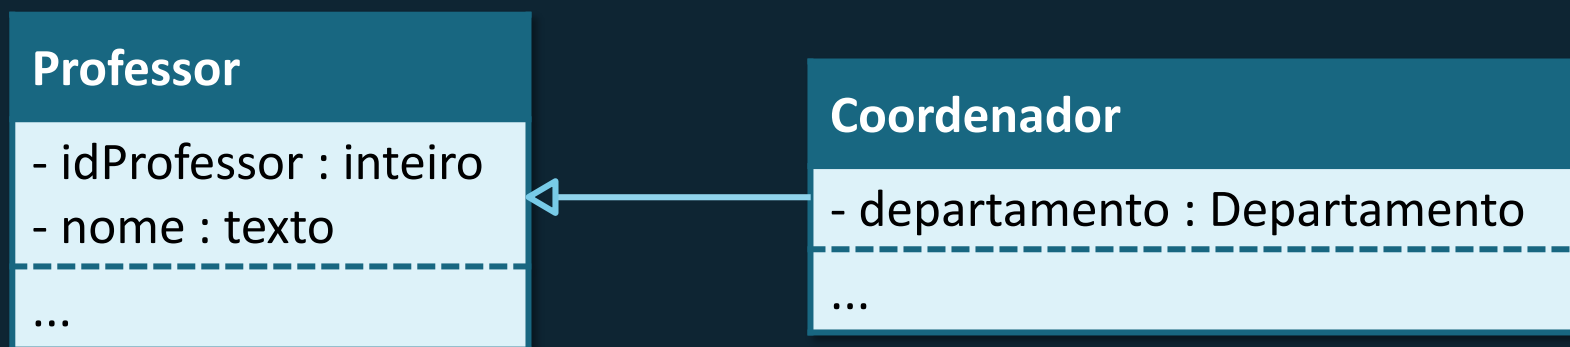 Professor
- idProfessor : inteiro
- nome : texto
...
Coordenador
- departamento : Departamento
...